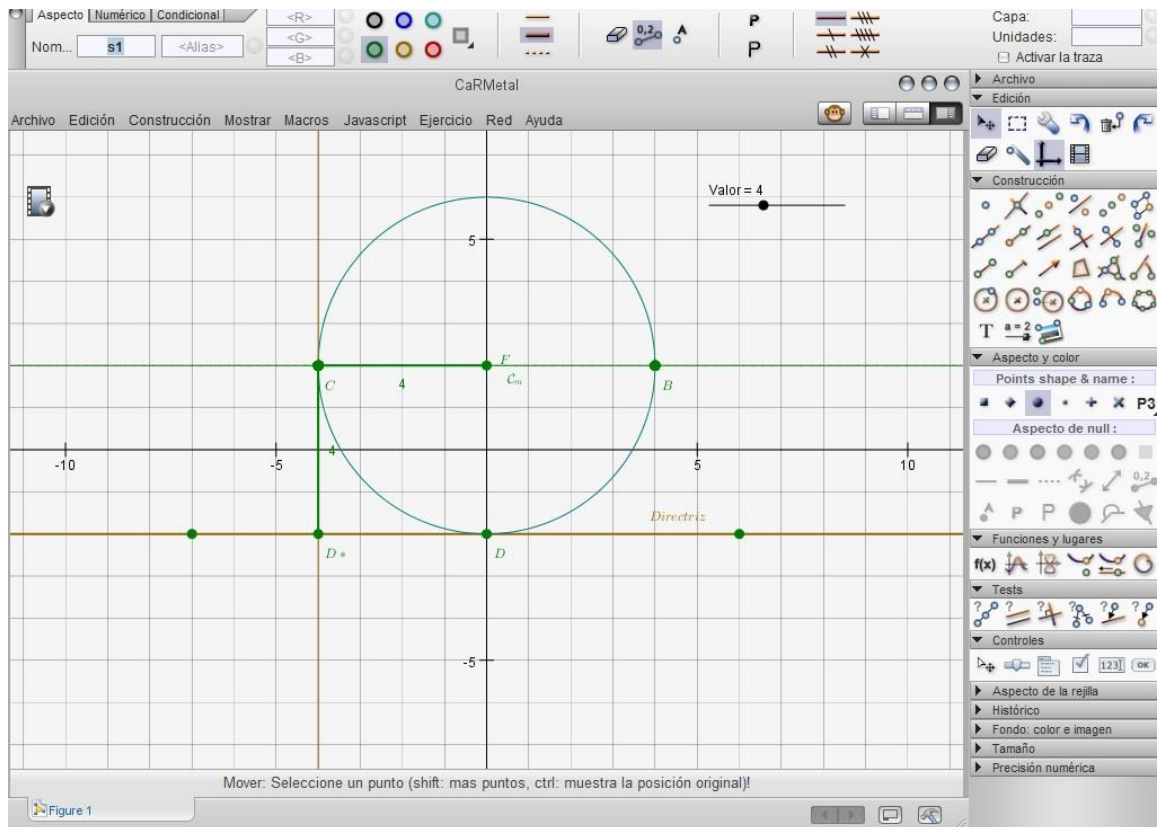 Aspecto Numérico Condicional
Nom... s1 <Alias>
<R>
<G>
<B>
0,2
A
P
P
Capa:
Unidades:
Activar la traza
CaRMetal
Archivo Edición Construcción Mostrar Macros Javascript Ejercicio Red Ayuda
Valor = 4
5
F
C 4 Cm B
4
-10 -5 5 10
Directriz
D* D
-5
Mover: Seleccione un punto (shift: mas puntos, ctrl: muestra la posición original)!
Figure 1
Archivo
Edición
Construcción
T a = 2
Aspecto y color
Points shape & name :
P3
Aspecto de null :
0,2
A P P
Funciones y lugares
f(x)
Tests
? ? ? ? ? ?
Controles
123 OK
Aspecto de la rejilla
Histórico
Fondo: color e imagen
Tamaño
Precisión numérica